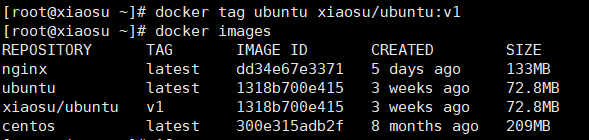 [root@xiaosu /]# docker tag ubuntu xiaosu/ubuntu:v1
[root@xiaosu /]# docker images
REPOSITORY TAG IMAGE ID CREATED SIZE
nginx latest dd34e67e3371 5 days ago 133MB
ubuntu latest 1318b700e415 3 weeks ago 72.8MB
xiaosu/ubuntu v1 1318b700e415 3 weeks ago 72.8MB
centos latest 300e315adb2f 8 months ago 209MB